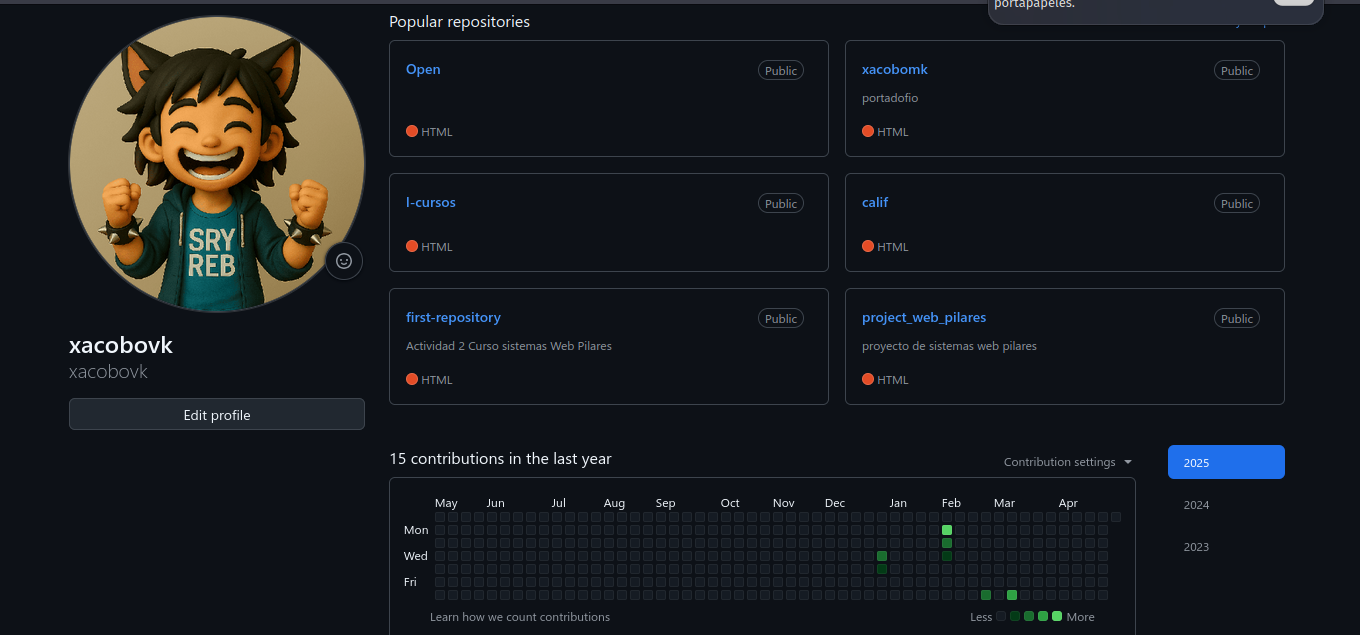 portapapeles.
Popular repositories
Open
Public
HTML
xacobomk
Public
portadofio
HTML
l-cursos
Public
HTML
calif
Public
HTML
first-repository
Public
Actividad 2 Curso sistemas Web Pilares
HTML
project_web_pilares
Public
proyecto de sistemas web pilares
HTML
SRY
REB
xacobovk
xacobovk
Edit profile
15 contributions in the last year
Contribution settings
2025
2024
2023
May Jun Jul Aug Sep Oct Nov Dec Jan Feb Mar Apr
Mon
Wed
Fri
Learn how we count contributions
Less More